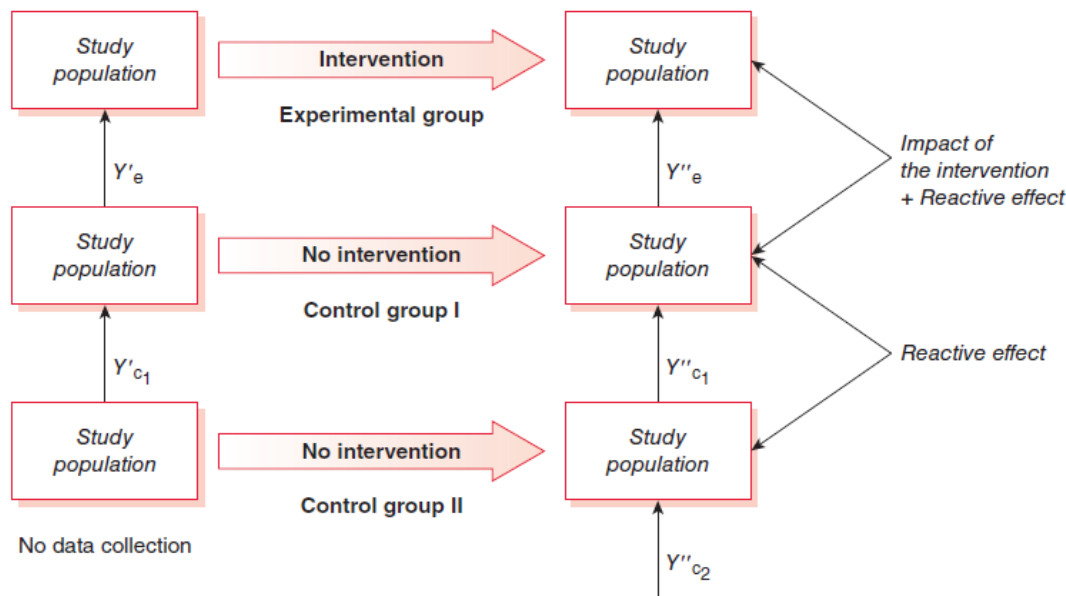 Study
population
Intervention
Experimental group
Study
population
Y'e
Y''e
Impact of
the intervention
+ Reactive effect
Study
population
No intervention
Control group I
Study
population
Y'c1
Y''c1
Reactive effect
Study
population
No intervention
Control group II
Study
population
No data collection
Y''c2